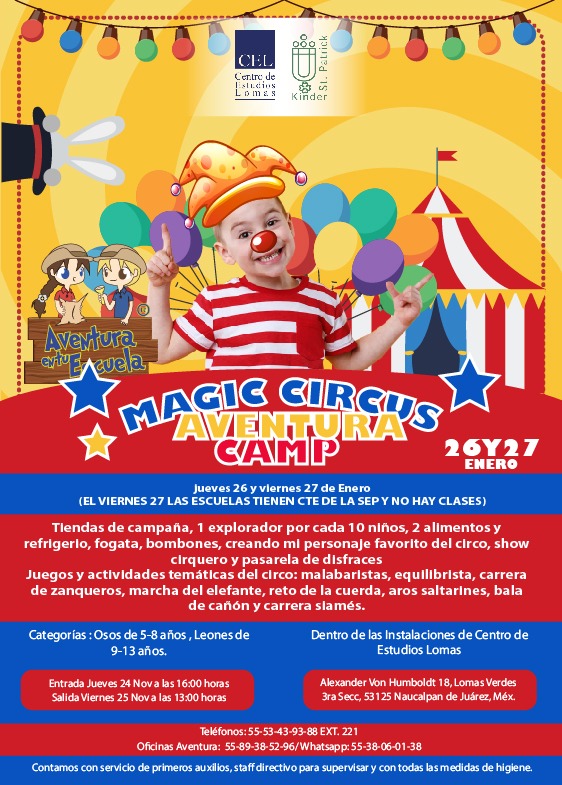 CEL
Centro de
Estudios
Lomas
Kinder
St. Patrick
Aventura
en tu Escuela
®
MAGIC CIRCUS
AVENTURA
CAMP
26Y27
ENERO
Jueves 26 y viernes 27 de Enero
(EL VIERNES 27 LAS ESCUELAS TIENEN CTE DE LA SEP Y NO HAY CLASES)
Tiendas de campaña, 1 explorador por cada 10 niños, 2 alimentos y
refrigerio, fogata, bombones, creando mi personaje favorito del circo, show
cirquero y pasarela de disfraces
Juegos y actividades temáticas del circo: malabaristas, equilibrista, carrera
de zanqueros, marcha del elefante, reto de la cuerda, aros saltarines, bala
de cañón y carrera siamés.
Categorías : Osos de 5-8 años , Leones de
9-13 años.
Entrada Jueves 24 Nov a las 16:00 horas
Salida Viernes 25 Nov a las 13:00 horas
Dentro de las Instalaciones de Centro de
Estudios Lomas
Alexander Von Humboldt 18, Lomas Verdes
3ra Secc, 53125 Naucalpan de Juárez, Méx.
Teléfonos: 55-53-43-93-88 EXT. 221
Oficinas Aventura: 55-89-38-52-96/ Whatsapp: 55-38-06-01-38
Contamos con servicio de primeros auxilios, staff directivo para supervisar y con todas las medidas de higiene.